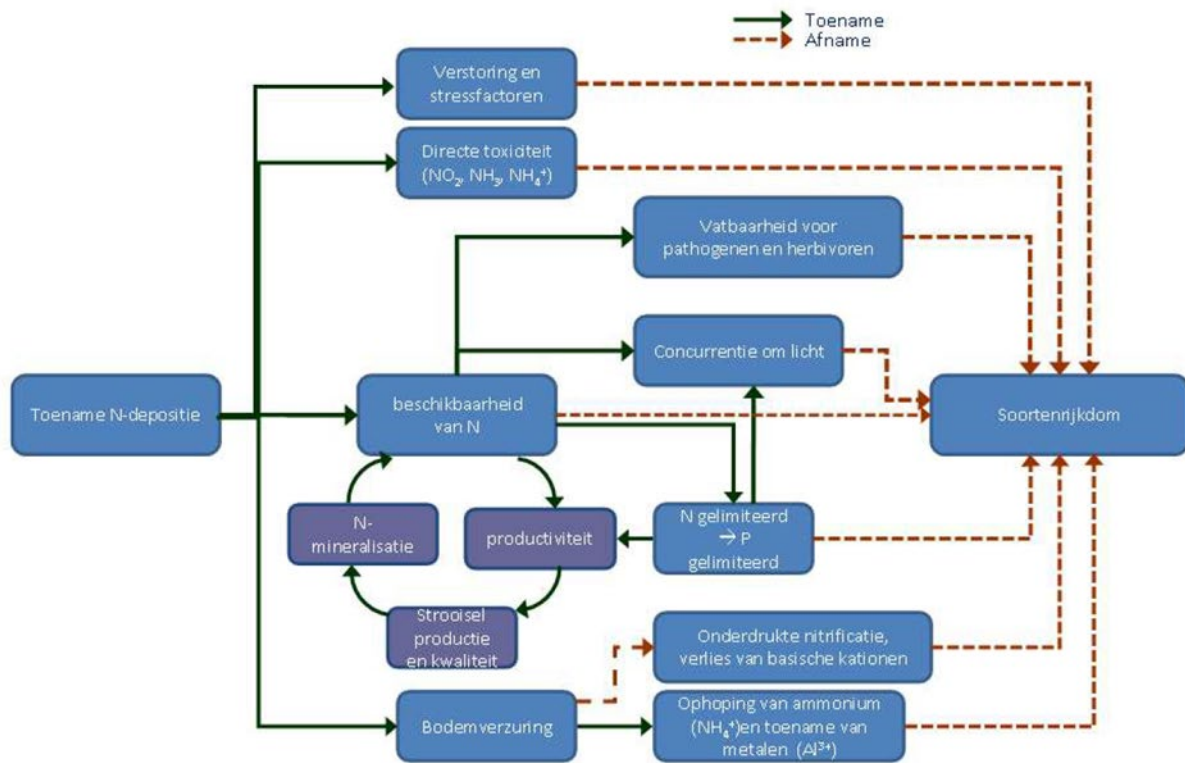 Toename
Afname
Verstoring en
stressfactoren
Directe toxiciteit
(NO₂, NH₃, NH₄⁺)
Vatbaarheid voor
pathogenen en herbivoren
Concurrentie om licht
Toename N-depositie
beschikbaarheid
van N
Soortenrijkdom
N-
mineralisatie
productiviteit
N gelimiteerd
→ P
gelimiteerd
Strooisel
productie
en kwaliteit
Onderdrukte nitrificatie,
verlies van basische kationen
Bodemverzuring
Ophoping van ammonium
(NH₄⁺)en toename van
metalen (Al³⁺)